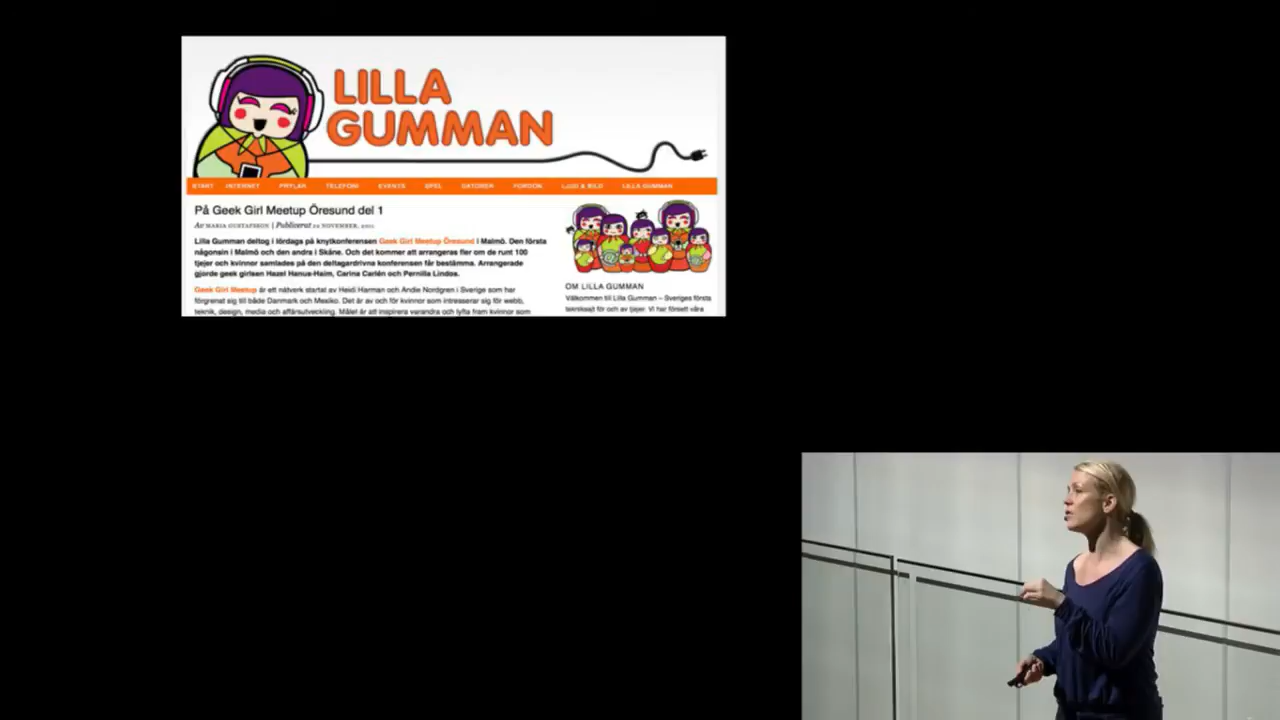 LILLA
GUMMAN
START INTERNET PRYLAR TELEFONI EVENTS SPEL FORDON LJUD & BILD LILLA GUMMAN
På Geek Girl Meetup Öresund del 1
Av MARIA GUSTAFSSON | Publicerat NOVEMBER,
Lilla Gumman deltog i lördags på knytkonferensen Geek Girl Meetup Öresund i Malmö. Den första
någonsin i Malmö och den andra i Skåne. Och det kommer att arrangeras fler om de runt 100
tjejer och kvinnor samlades på den deltagardrivna konferensen får bestämma. Arrangerade
gjorde geek girlsen Hazel Hanus-Haim, Carina Carlén och Pernilla Lindos.
Geek Girl Meetup är ett nätverk startat av Heidi Harman och Andie Nordgren i Sverige som har
förgrenat sig till både Danmark och Mexiko. Det är av och för kvinnor som intresserar sig för webb,
teknik, design, media och affärsutveckling. Målet är att inspirera varandra och lyfta fram kvinnor som
OM LILLA GUMMAN
Välkommen till Lilla Gumman – Sveriges första
tekniksajt för och av tjejer. Vi har försett våra